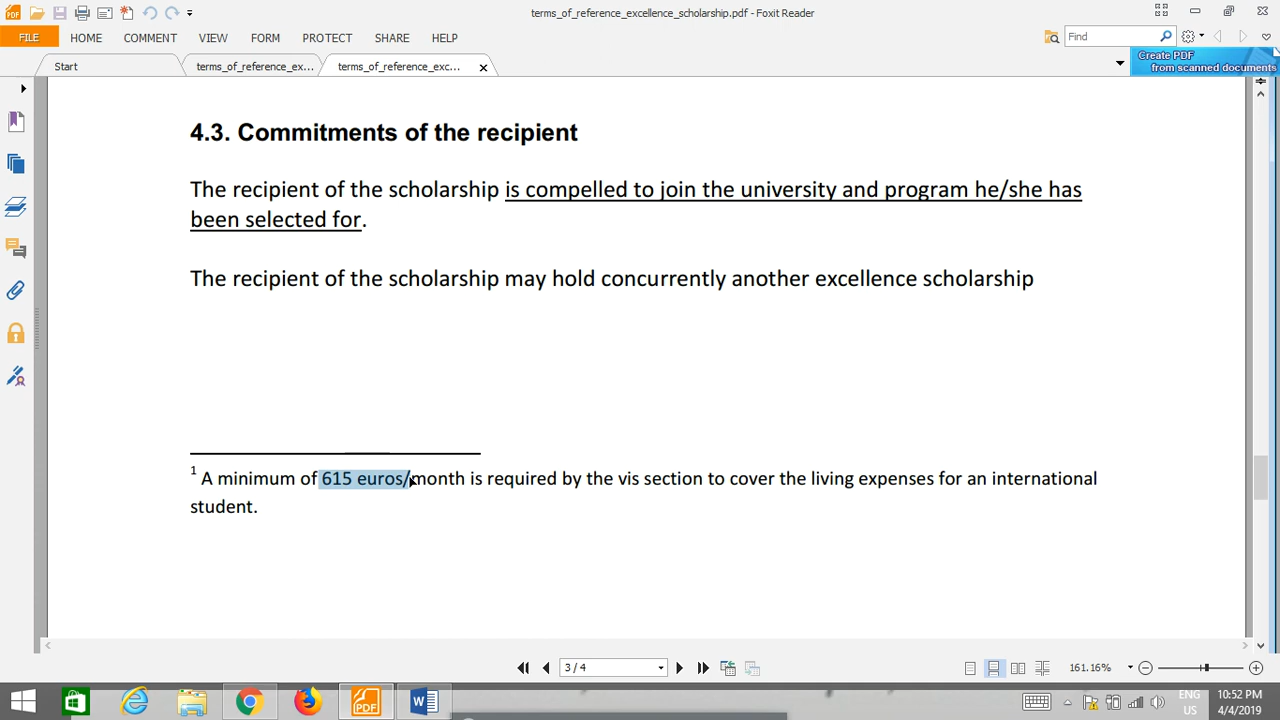 terms_of_reference_excellence_scholarship.pdf - Foxit Reader
FILE HOME COMMENT VIEW FORM PROTECT SHARE HELP
Find
Start terms_of_reference_ex... terms_of_reference_exc...
Create PDF
from scanned documents
4.3. Commitments of the recipient
The recipient of the scholarship is compelled to join the university and program he/she has
been selected for.
The recipient of the scholarship may hold concurrently another excellence scholarship
1 A minimum of 615 euros/month is required by the vis section to cover the living expenses for an international
student.
3 / 4
161.16%
ENG 10:52 PM
US 4/4/2019